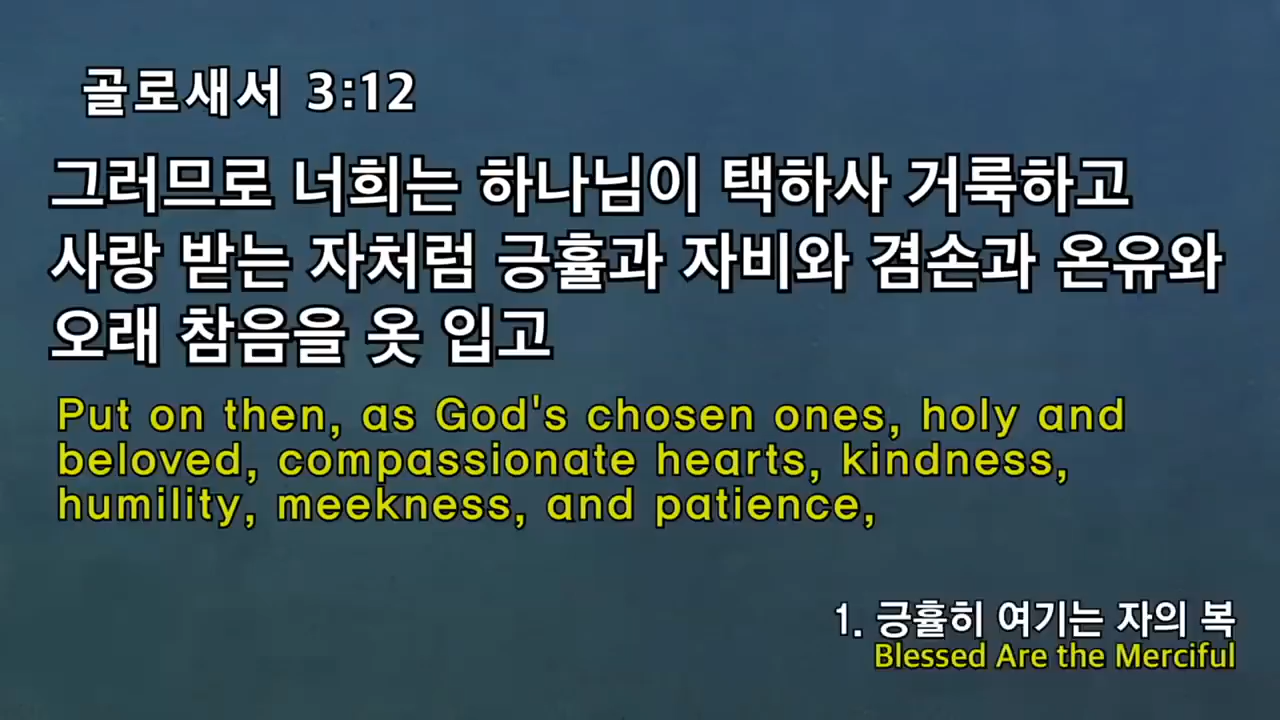 골로새서 3:12
그러므로 너희는 하나님이 택하사 거룩하고
사랑 받는 자처럼 긍휼과 자비와 겸손과 온유와
오래 참음을 옷 입고
Put on then, as God's chosen ones, holy and
beloved, compassionate hearts, kindness,
humility, meekness, and patience,
1. 긍휼히 여기는 자의 복
Blessed Are the Merciful